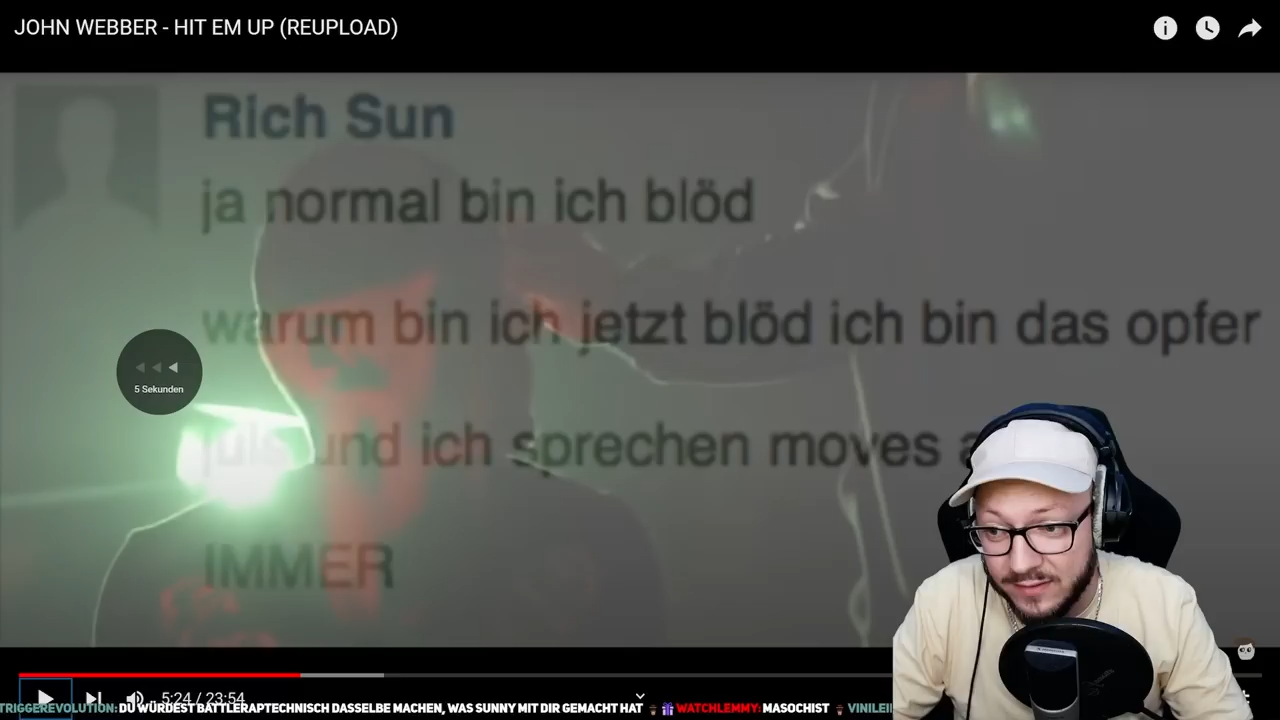 JOHN WEBBER - HIT EM UP (REUPLOAD)
Rich Sun
ja normal bin ich blöd
warum bin ich jetzt blöd ich bin das opfer
5 Sekunden
jule und ich sprechen moves
IMMER
5:24 / 23:54
TRIGGEREVOLUTION: DU WÜRDEST BATTLERAPTECHNISCH DASSELBE MACHEN, WAS SUNNY MIT DIR GEMACHT HAT WATCHLEMMY: MASOCHIST